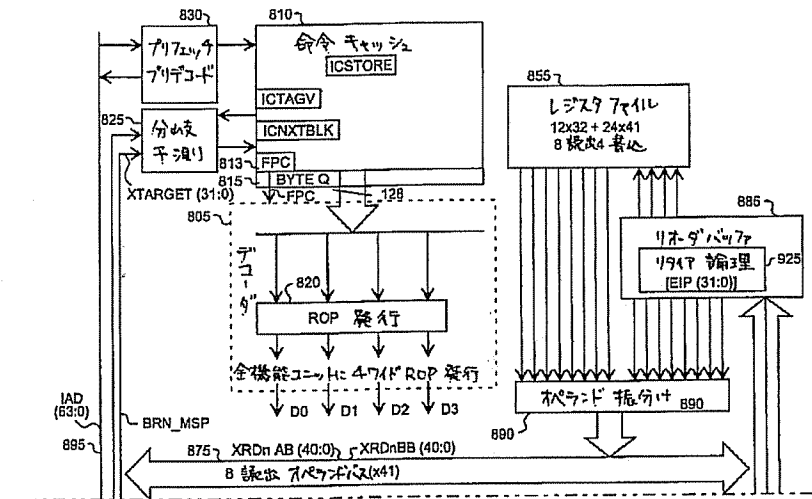 830
プリフェッチ
プリデコード
810
命令 キャッシュ
ICSTORE
ICTAGV
825
分岐
予測り
ICNXTBLK
813
FPC
815
BYTE Q
XTARGET (31:0)
FPC
128
805
デコーダ
820
ROP 発行
全機能ユニットに4ワイドROP 発行
D0 D1 D2 D3
855
レジスタファイル
12x32 + 24x41
8 読出4 書込
886
リオーダバッファ
リタイア 論理
[EIP (31:0)]
925
オペランド 振分け 890
890
IAD
(63:0)
BRN_MSP
895
875
XRDn AB (40:0)
XRDnBB (40:0)
8 読出 オペランドバス(x41)